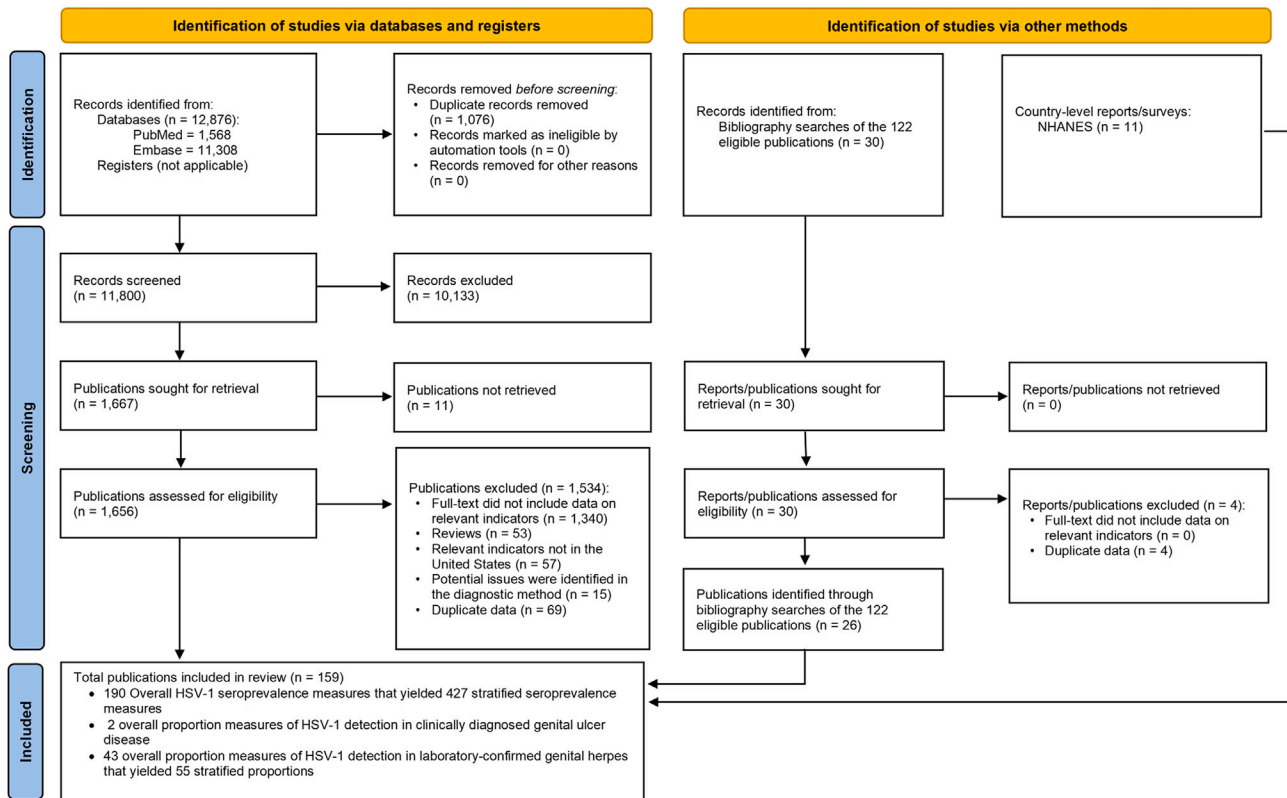 Identification of studies via databases and registers
Identification of studies via other methods
Identification
Records identified from:
Databases (n = 12,876):
PubMed = 1,568
Embase = 11,308
Registers (not applicable)
Records removed before screening:
• Duplicate records removed
(n = 1,076)
• Records marked as ineligible by
automation tools (n = 0)
• Records removed for other reasons
(n = 0)
Records identified from:
Bibliography searches of the 122
eligible publications (n = 30)
Country-level reports/surveys:
NHANES (n = 11)
Screening
Records screened
(n = 11,800)
Records excluded
(n = 10,133)
Publications sought for retrieval
(n = 1,667)
Publications not retrieved
(n = 11)
Reports/publications sought for
retrieval (n = 30)
Reports/publications not retrieved
(n = 0)
Publications assessed for eligibility
(n = 1,656)
Publications excluded (n = 1,534):
• Full-text did not include data on
relevant indicators (n = 1,340)
• Reviews (n = 53)
• Relevant indicators not in the
United States (n = 57)
• Potential issues were identified in
the diagnostic method (n = 15)
• Duplicate data (n = 69)
Reports/publications assessed for
eligibility (n = 30)
Reports/publications excluded (n = 4):
• Full-text did not include data on
relevant indicators (n = 0)
• Duplicate data (n = 4)
Publications identified through
bibliography searches of the 122
eligible publications (n = 26)
Included
Total publications included in review (n = 159)
• 190 Overall HSV-1 seroprevalence measures that yielded 427 stratified seroprevalence
measures
• 2 overall proportion measures of HSV-1 detection in clinically diagnosed genital ulcer
disease
• 43 overall proportion measures of HSV-1 detection in laboratory-confirmed genital herpes
that yielded 55 stratified proportions